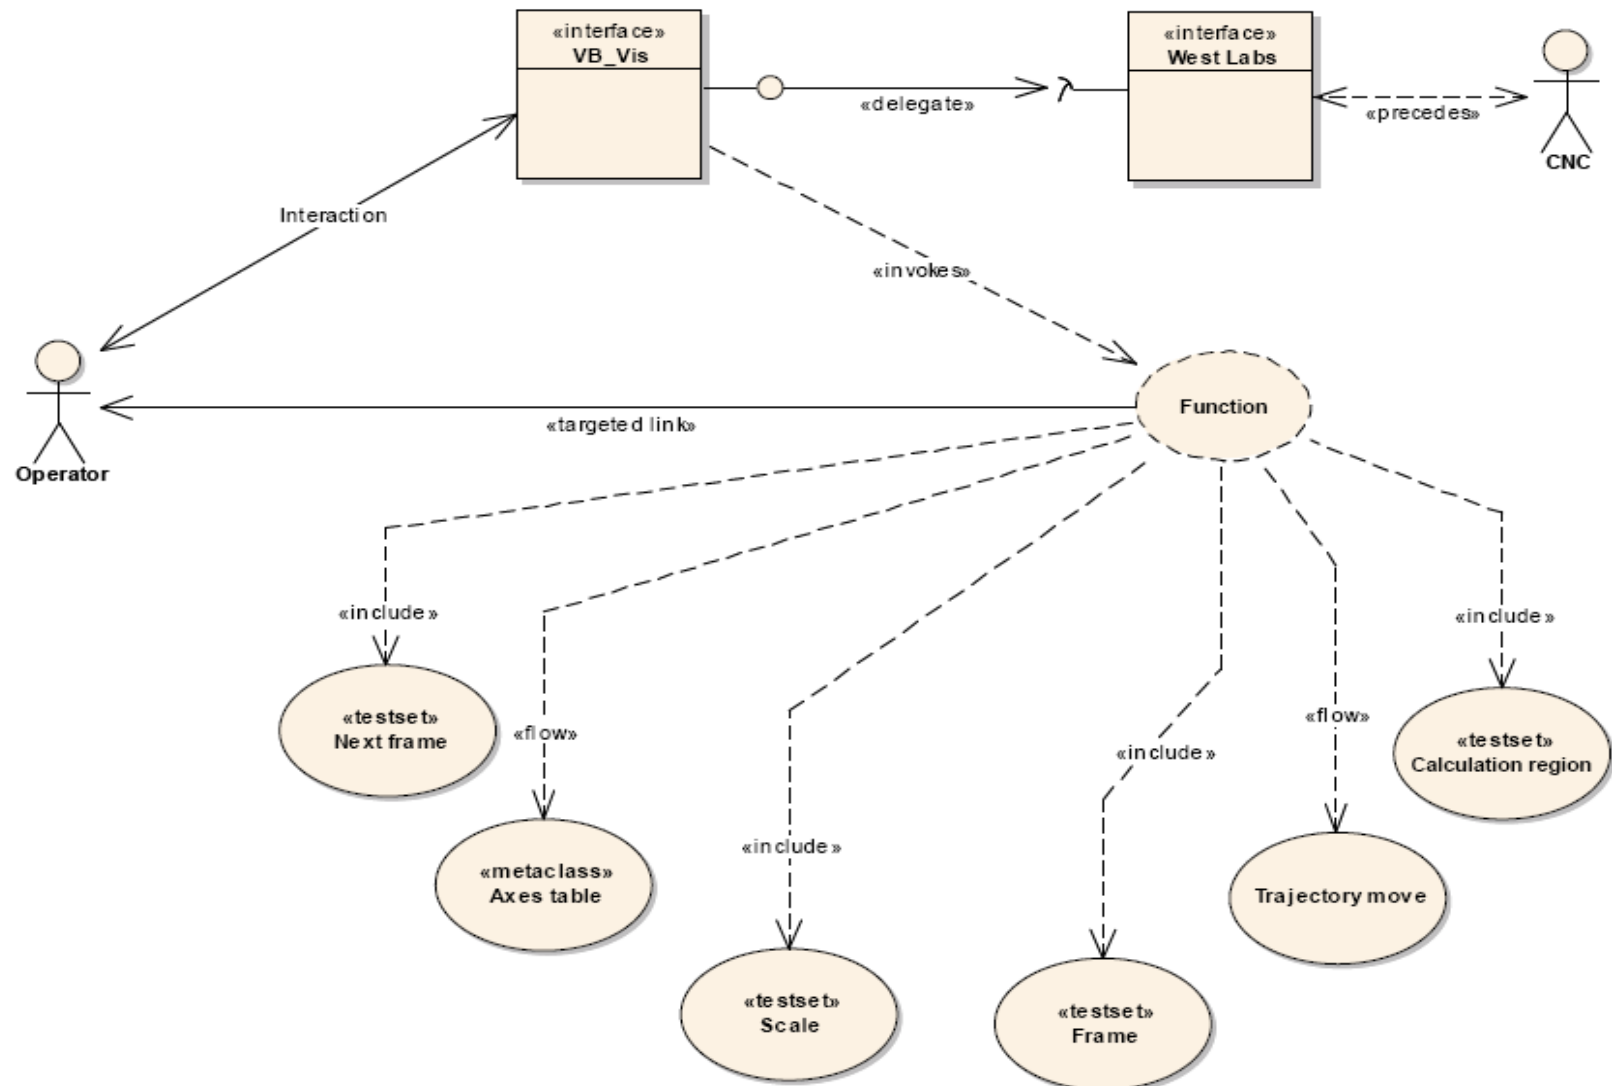 «interface»
VB_Vis
«interface»
West Labs
«delegate»
«precedes»
CNC
Interaction
«invokes»
Function
«targeted link»
Operator
«include»
«include»
«testset»
Next frame
«flow»
«flow»
«testset»
Calculation region
«include»
«include»
«metaclass»
Axes table
Trajectory move
«testset»
Scale
«testset»
Frame